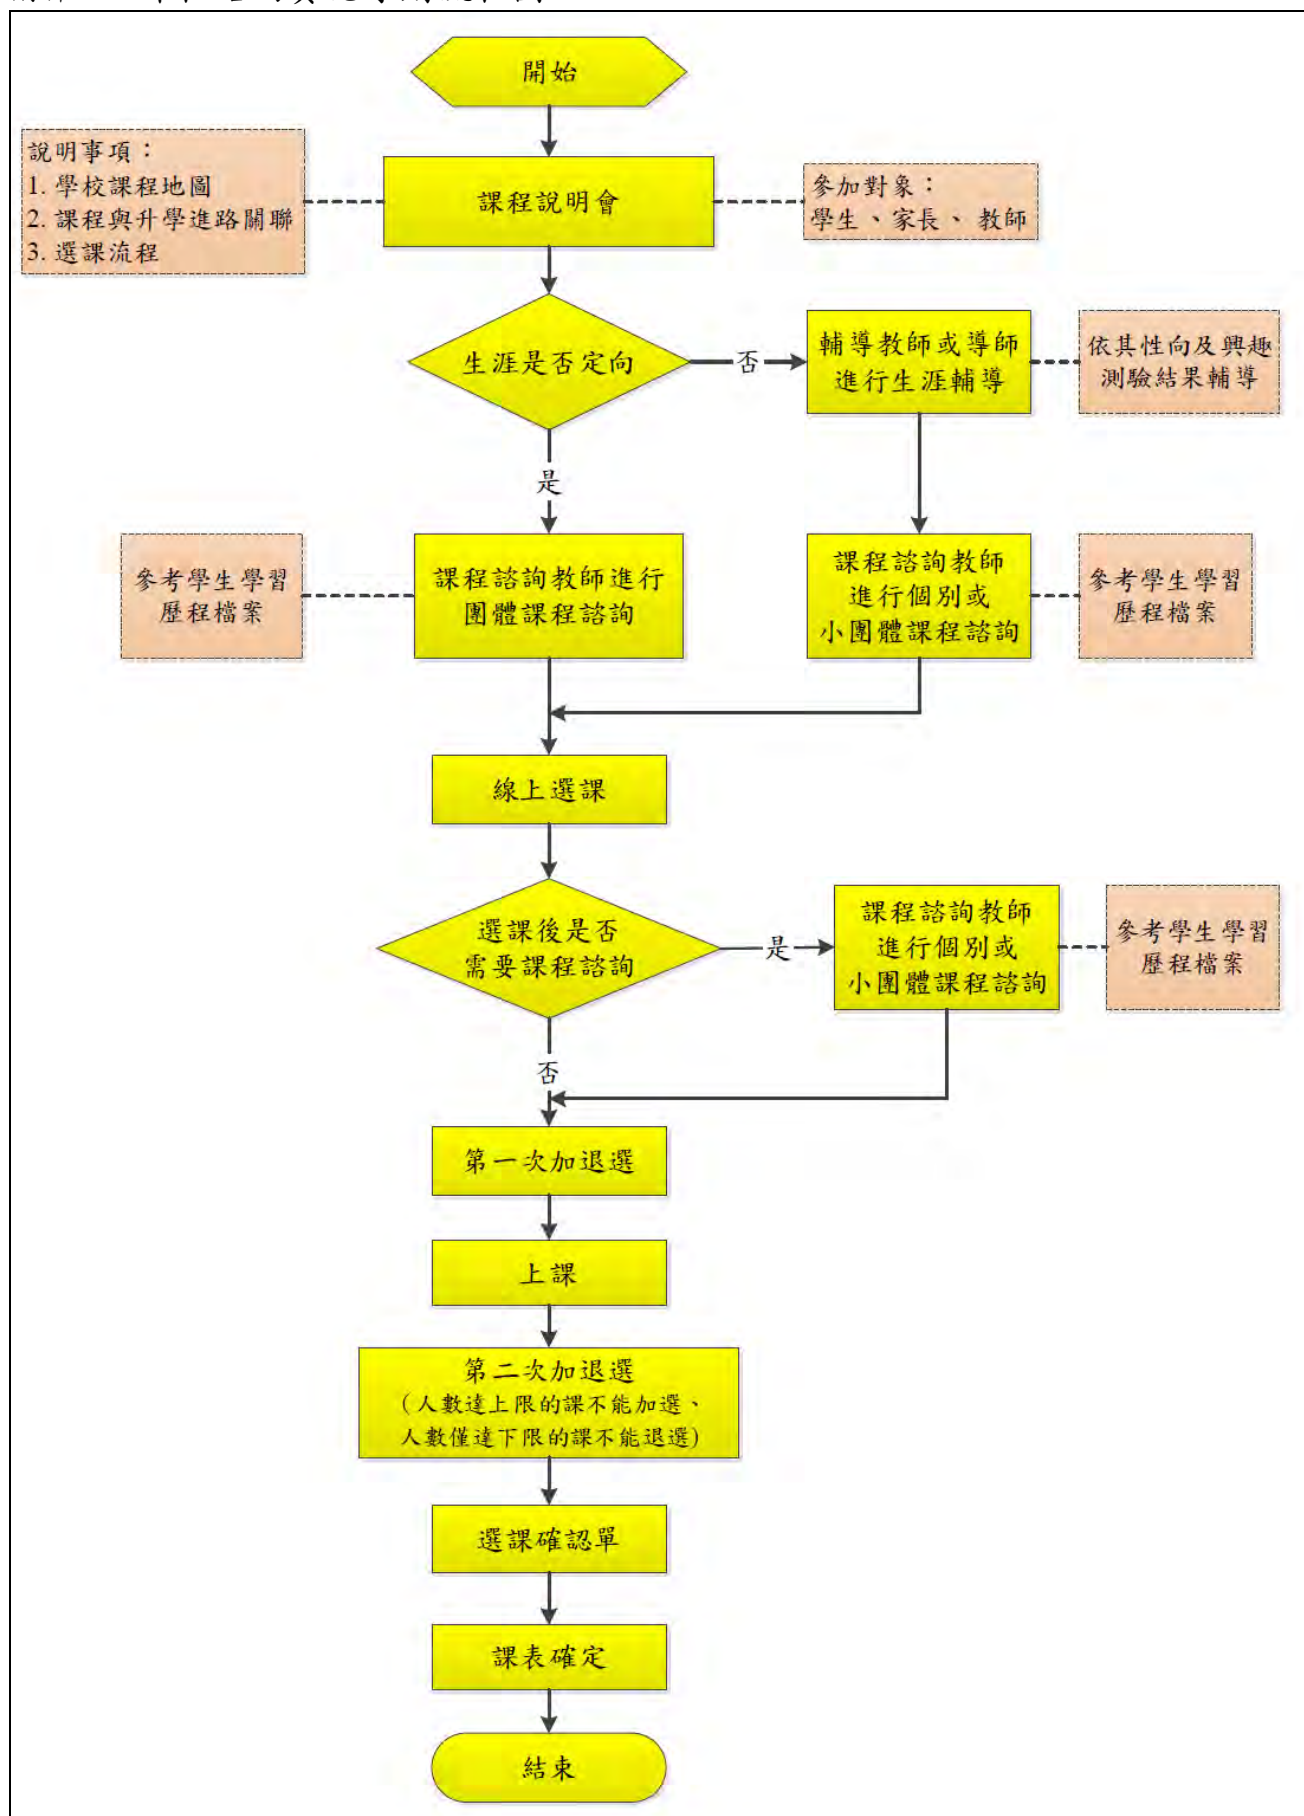 開始
說明事項：
1. 學校課程地圖
2. 課程與升學進路關聯
3. 選課流程
課程說明會
參加對象：
學生、家長、教師
生涯是否定向
否
輔導教師或導師
進行生涯輔導
依其性向及興趣
測驗結果輔導
是
參考學生學習
歷程檔案
課程諮詢教師進行
團體課程諮詢
課程諮詢教師
進行個別或
小團體課程諮詢
參考學生學習
歷程檔案
線上選課
選課後是否
需要課程諮詢
是
課程諮詢教師
進行個別或
小團體課程諮詢
參考學生學習
歷程檔案
否
第一次加退選
上課
第二次加退選
（人數達上限的課不能加選、
人數僅達下限的課不能退選)
選課確認單
課表確定
結束